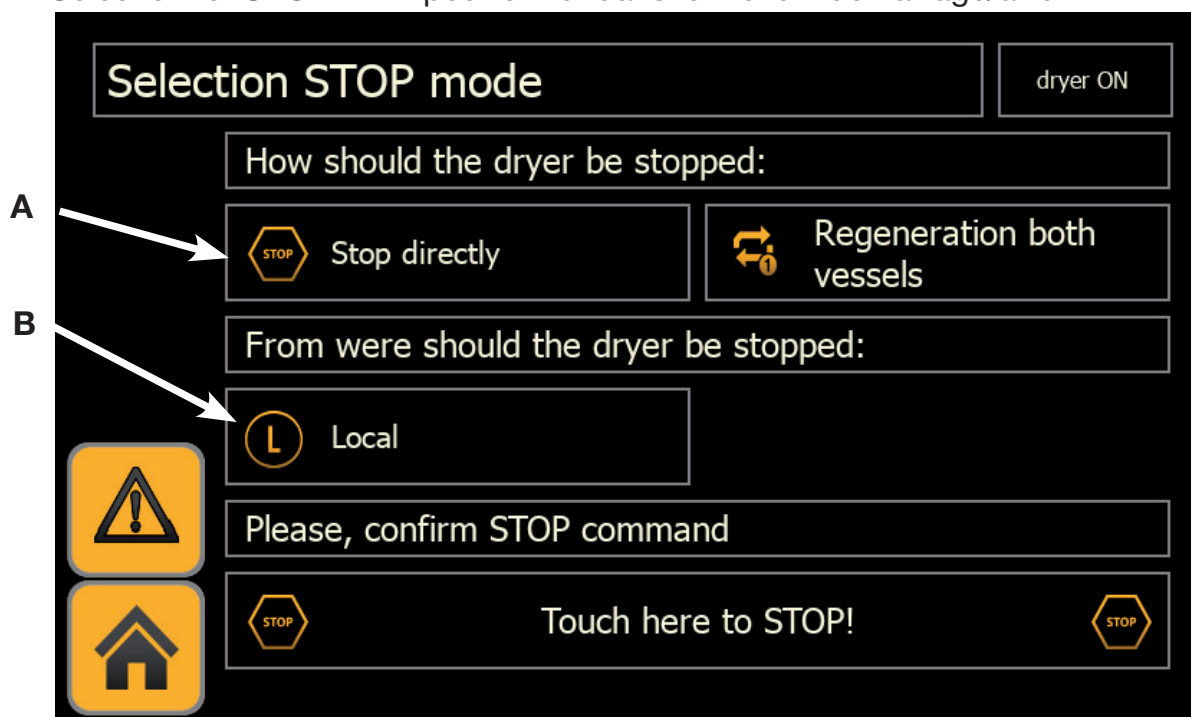 Selection STOP mode
dryer ON
How should the dryer be stopped:
A
STOP Stop directly
1 Regeneration both
vessels
B
From were should the dryer be stopped:
L Local
Please, confirm STOP command
STOP Touch here to STOP! STOP